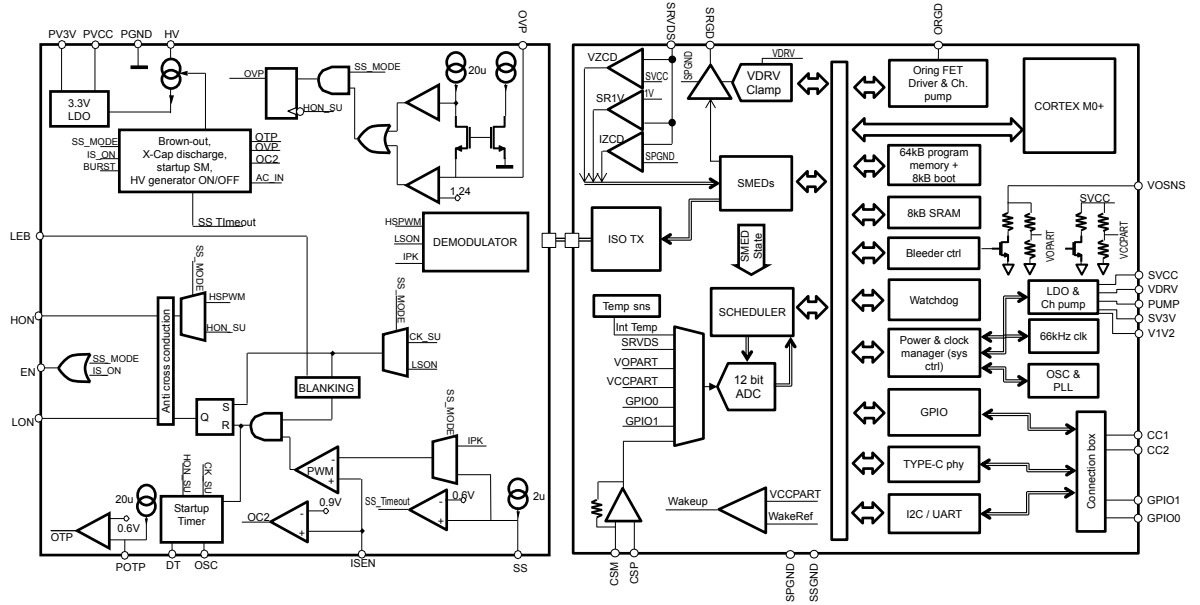 PV3V PVCC PGND HV
OVP
3.3V
LDO
OVP
SS_MODE
HON_SU
20u
Brown-out,
X-Cap discharge,
startup SM,
HV generator ON/OFF
SS_MODE
IS_ON
BURST
OTP
OVP
OC2
AC_IN
SS TImeout
1.24
HSPWM
LSON
IPK
DEMODULATOR
LEB
SS_MODE
HSPWM
HON_SU
HON
Anti cross conduction
SS_MODE
CK_SU
LSON
SS_MODE
IS_ON
EN
BLANKING
LON
Q
S
R
SS_MODE
IPK
PWM
-
+
HON_SU
CK_SU
20u
0.6V
OTP
Startup
Timer
OC2
0.9V
-
+
SS_Timeout
0.6V
-
+
2u
POTP
DT
OSC
ISEN
SS
SRVDS
SRGD
ORGD
VZCD
SVCC
SR1V
1V
IZCD
SPGND
SPGND
VDRV
VDRV
Clamp
SMEDs
ISO TX
SMED
State
Temp sns
Int Temp
SRVDS
VOPART
VCCPART
GPIO0
GPIO1
SCHEDULER
12 bit
ADC
Wakeup
VCCPART
WakeRef
CSM
CSP
SPGND
SSGND
Oring FET
Driver & Ch.
pump
CORTEX M0+
64kB program
memory +
8kB boot
8kB SRAM
Bleeder ctrl
VOPART
SVCC
VCCPART
VOSNS
Watchdog
LDO &
Ch pump
Power & clock
manager (sys
ctrl)
66kHz clk
OSC &
PLL
SVCC
VDRV
PUMP
SV3V
V1V2
GPIO
TYPE-C phy
I2C / UART
Connection box
CC1
CC2
GPIO1
GPIO0